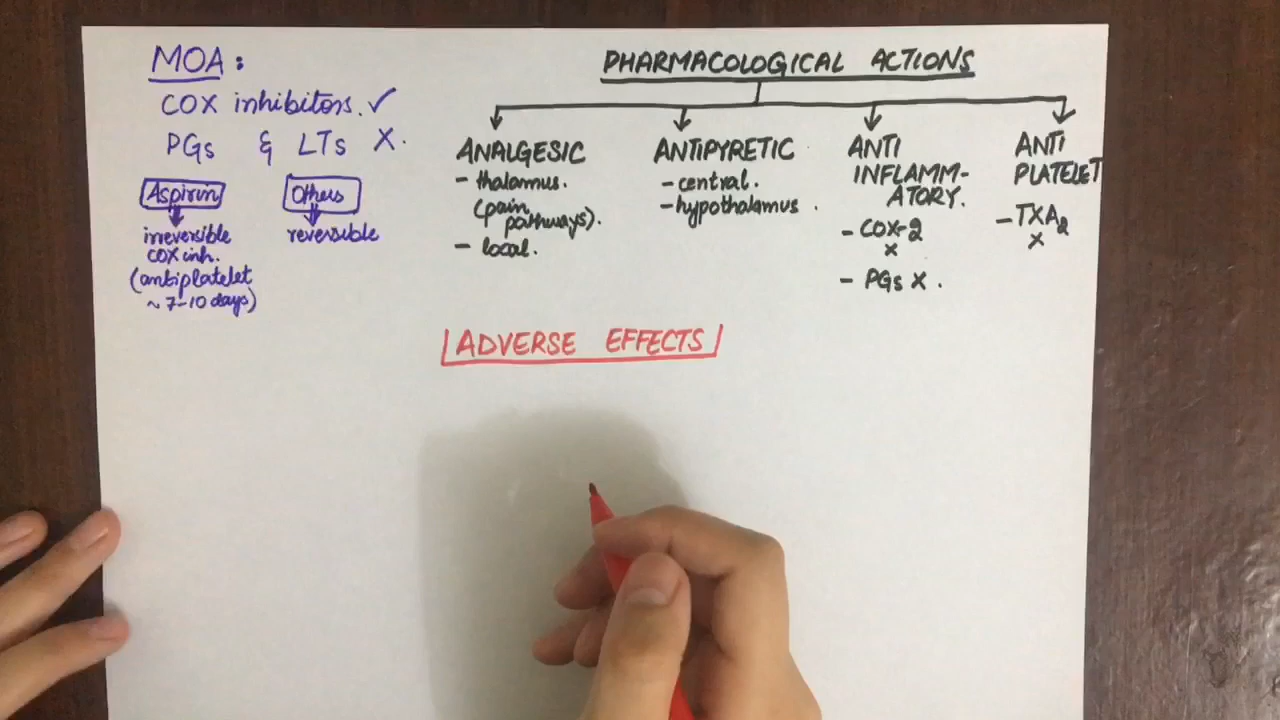 MOA:
COX inhibitors. ✓
PGs & LTs X.
Aspirin
irreversible
COX inh.
(antiplatelet
~ 7-10 days)
Others
reversible
PHARMACOLOGICAL ACTIONS
ANALGESIC
- thalamus.
(pain
pathways).
- local.
ANTIPYRETIC
- central.
- hypothalamus.
ANTI
INFLAMM-
ATORY.
- COX-2
x
- PGs X.
ANTI
PLATELET
- TXA2
x
ADVERSE EFFECTS